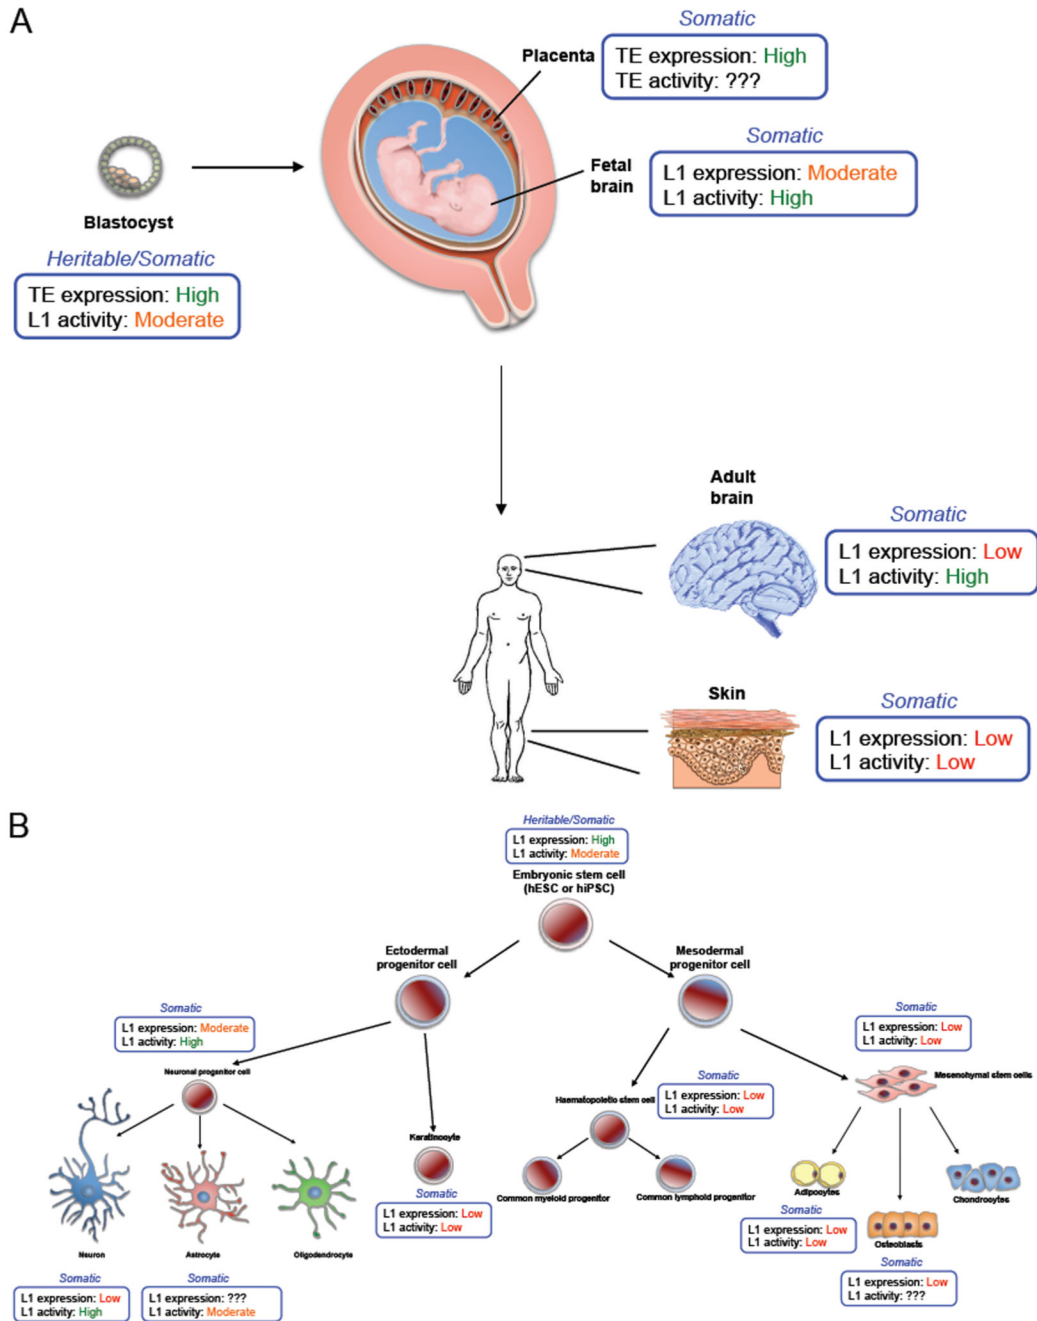 A
Somatic
Placenta
TE expression: High
TE activity: ???
Somatic
Fetal
brain
L1 expression: Moderate
L1 activity: High
Blastocyst
Heritable/Somatic
TE expression: High
L1 activity: Moderate
Adult
brain
Somatic
L1 expression: Low
L1 activity: High
Skin
Somatic
L1 expression: Low
L1 activity: Low
B
Heritable/Somatic
L1 expression: High
L1 activity: Moderate
Embryonic stem cell
(hESC or hiPSC)
Ectodermal
progenitor cell
Mesodermal
progenitor cell
Somatic
L1 expression: Moderate
L1 activity: High
Neuronal progenitor cell
Somatic
L1 expression: Low
L1 activity: Low
Mesenchymal stem cells
Haematopoietic stem cell
Somatic
L1 expression: Low
L1 activity: Low
Keratinocyte
Somatic
L1 expression: Low
L1 activity: Low
Common myeloid progenitor
Common lymphoid progenitor
Adipocytes
Somatic
L1 expression: Low
L1 activity: Low
Chondrocytes
Osteoblasts
Somatic
L1 expression: Low
L1 activity: ???
Neuron
Astrocyte
Oligodendrocyte
Somatic
L1 expression: Low
L1 activity: High
Somatic
L1 expression: ???
L1 activity: Moderate